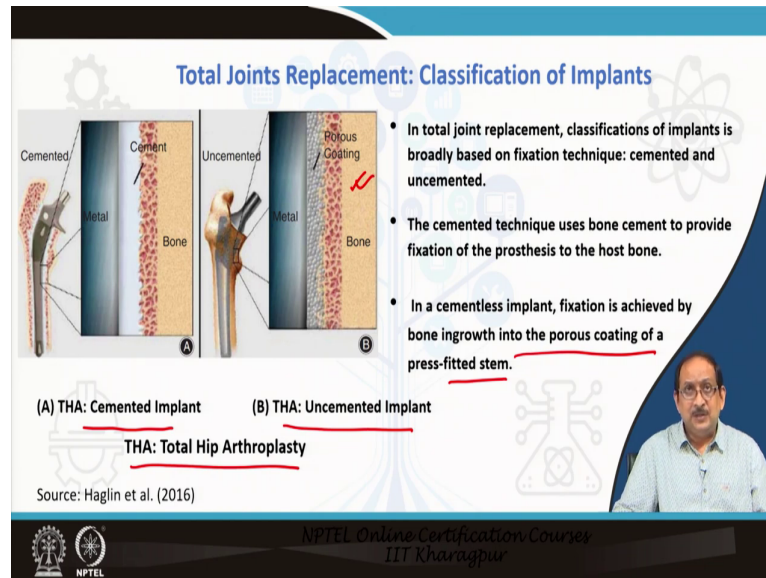 Total Joints Replacement: Classification of Implants
Cemented
Cement
Metal
Bone
A
Uncemented
Porous
Coating
Metal
Bone
B
• In total joint replacement, classifications of implants is
broadly based on fixation technique: cemented and
uncemented.
• The cemented technique uses bone cement to provide
fixation of the prosthesis to the host bone.
• In a cementless implant, fixation is achieved by
bone ingrowth into the porous coating of a
press-fitted stem.
(A) THA: Cemented Implant
(B) THA: Uncemented Implant
THA: Total Hip Arthroplasty
Source: Haglin et al. (2016)
NPTEL
NPTEL Online Certification Courses
IIT Kharagpur